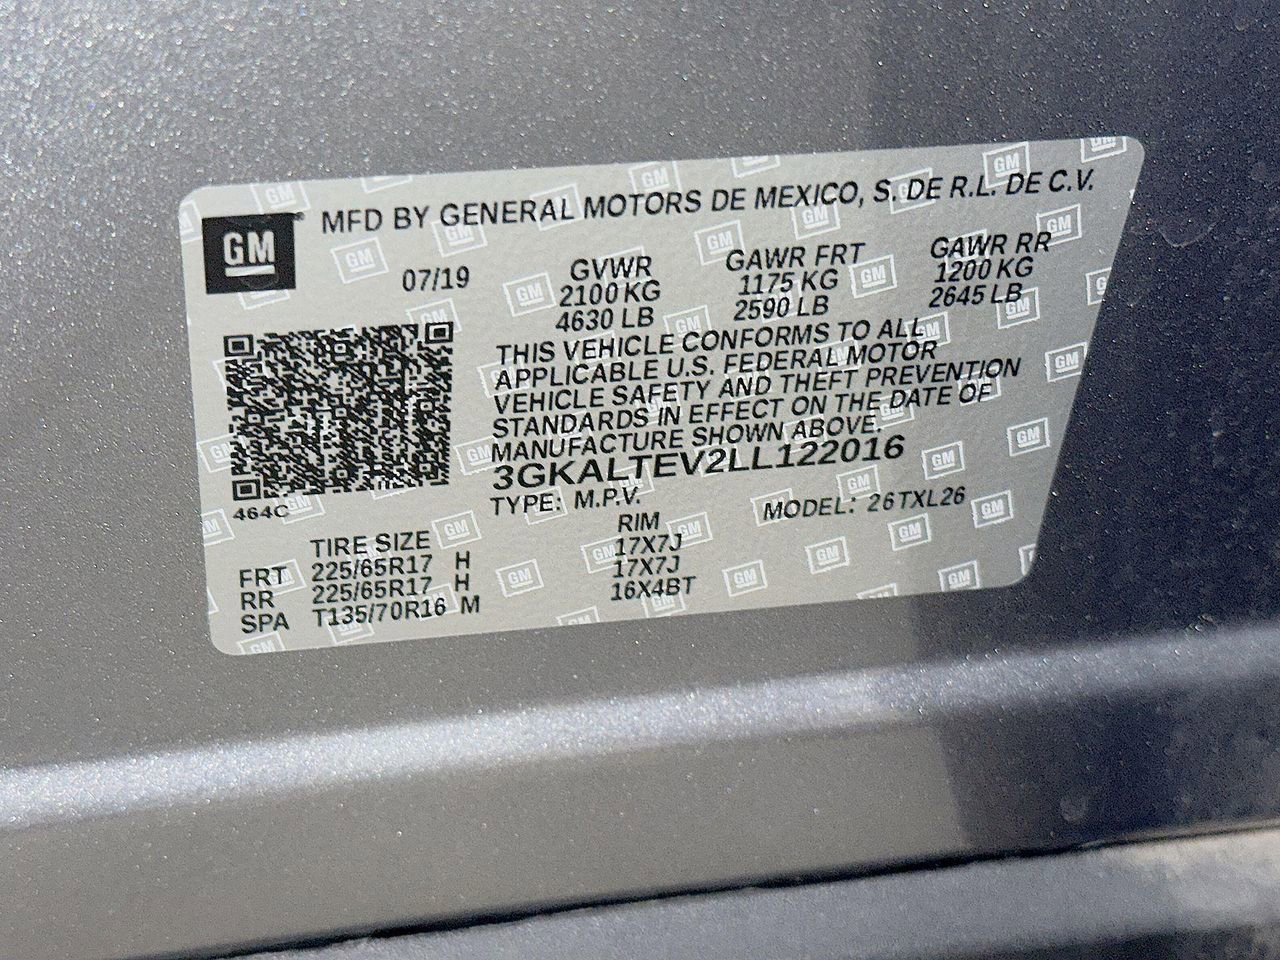 GM
MFD BY GENERAL MOTORS DE MEXICO, S. DE R.L. DE C.V.
07/19
GVWR GAWR FRT GAWR RR
2100 KG 1175 KG 1200 KG
4630 LB 2590 LB 2645 LB
THIS VEHICLE CONFORMS TO ALL
APPLICABLE U.S. FEDERAL MOTOR
VEHICLE SAFETY AND THEFT PREVENTION
STANDARDS IN EFFECT ON THE DATE OF
MANUFACTURE SHOWN ABOVE.
3GKALTEV2LL122016
TYPE: M.P.V. MODEL: 26TXL26
464C
TIRE SIZE RIM
FRT 225/65R17 H 17X7J
RR 225/65R17 H 17X7J
SPA T135/70R16 M 16X4BT